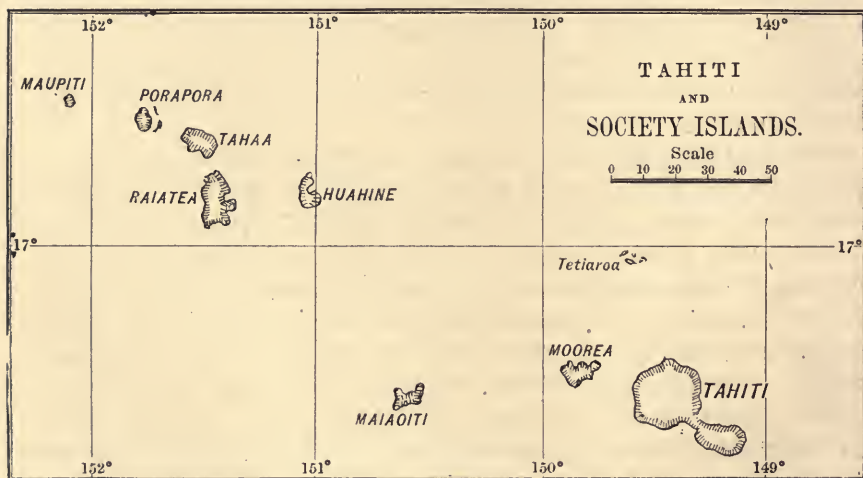 152°
151°
150°
149°
MAUPITI
PORAPORA
TAHAA
RAIATEA
HUAHINE
TAHITI
AND
SOCIETY ISLANDS.
Scale
0 10 20 30 40 50
17°
17°
Tetiaroa
MOOREA
TAHITI
MAIAOITI
152°
151°
150°
149°